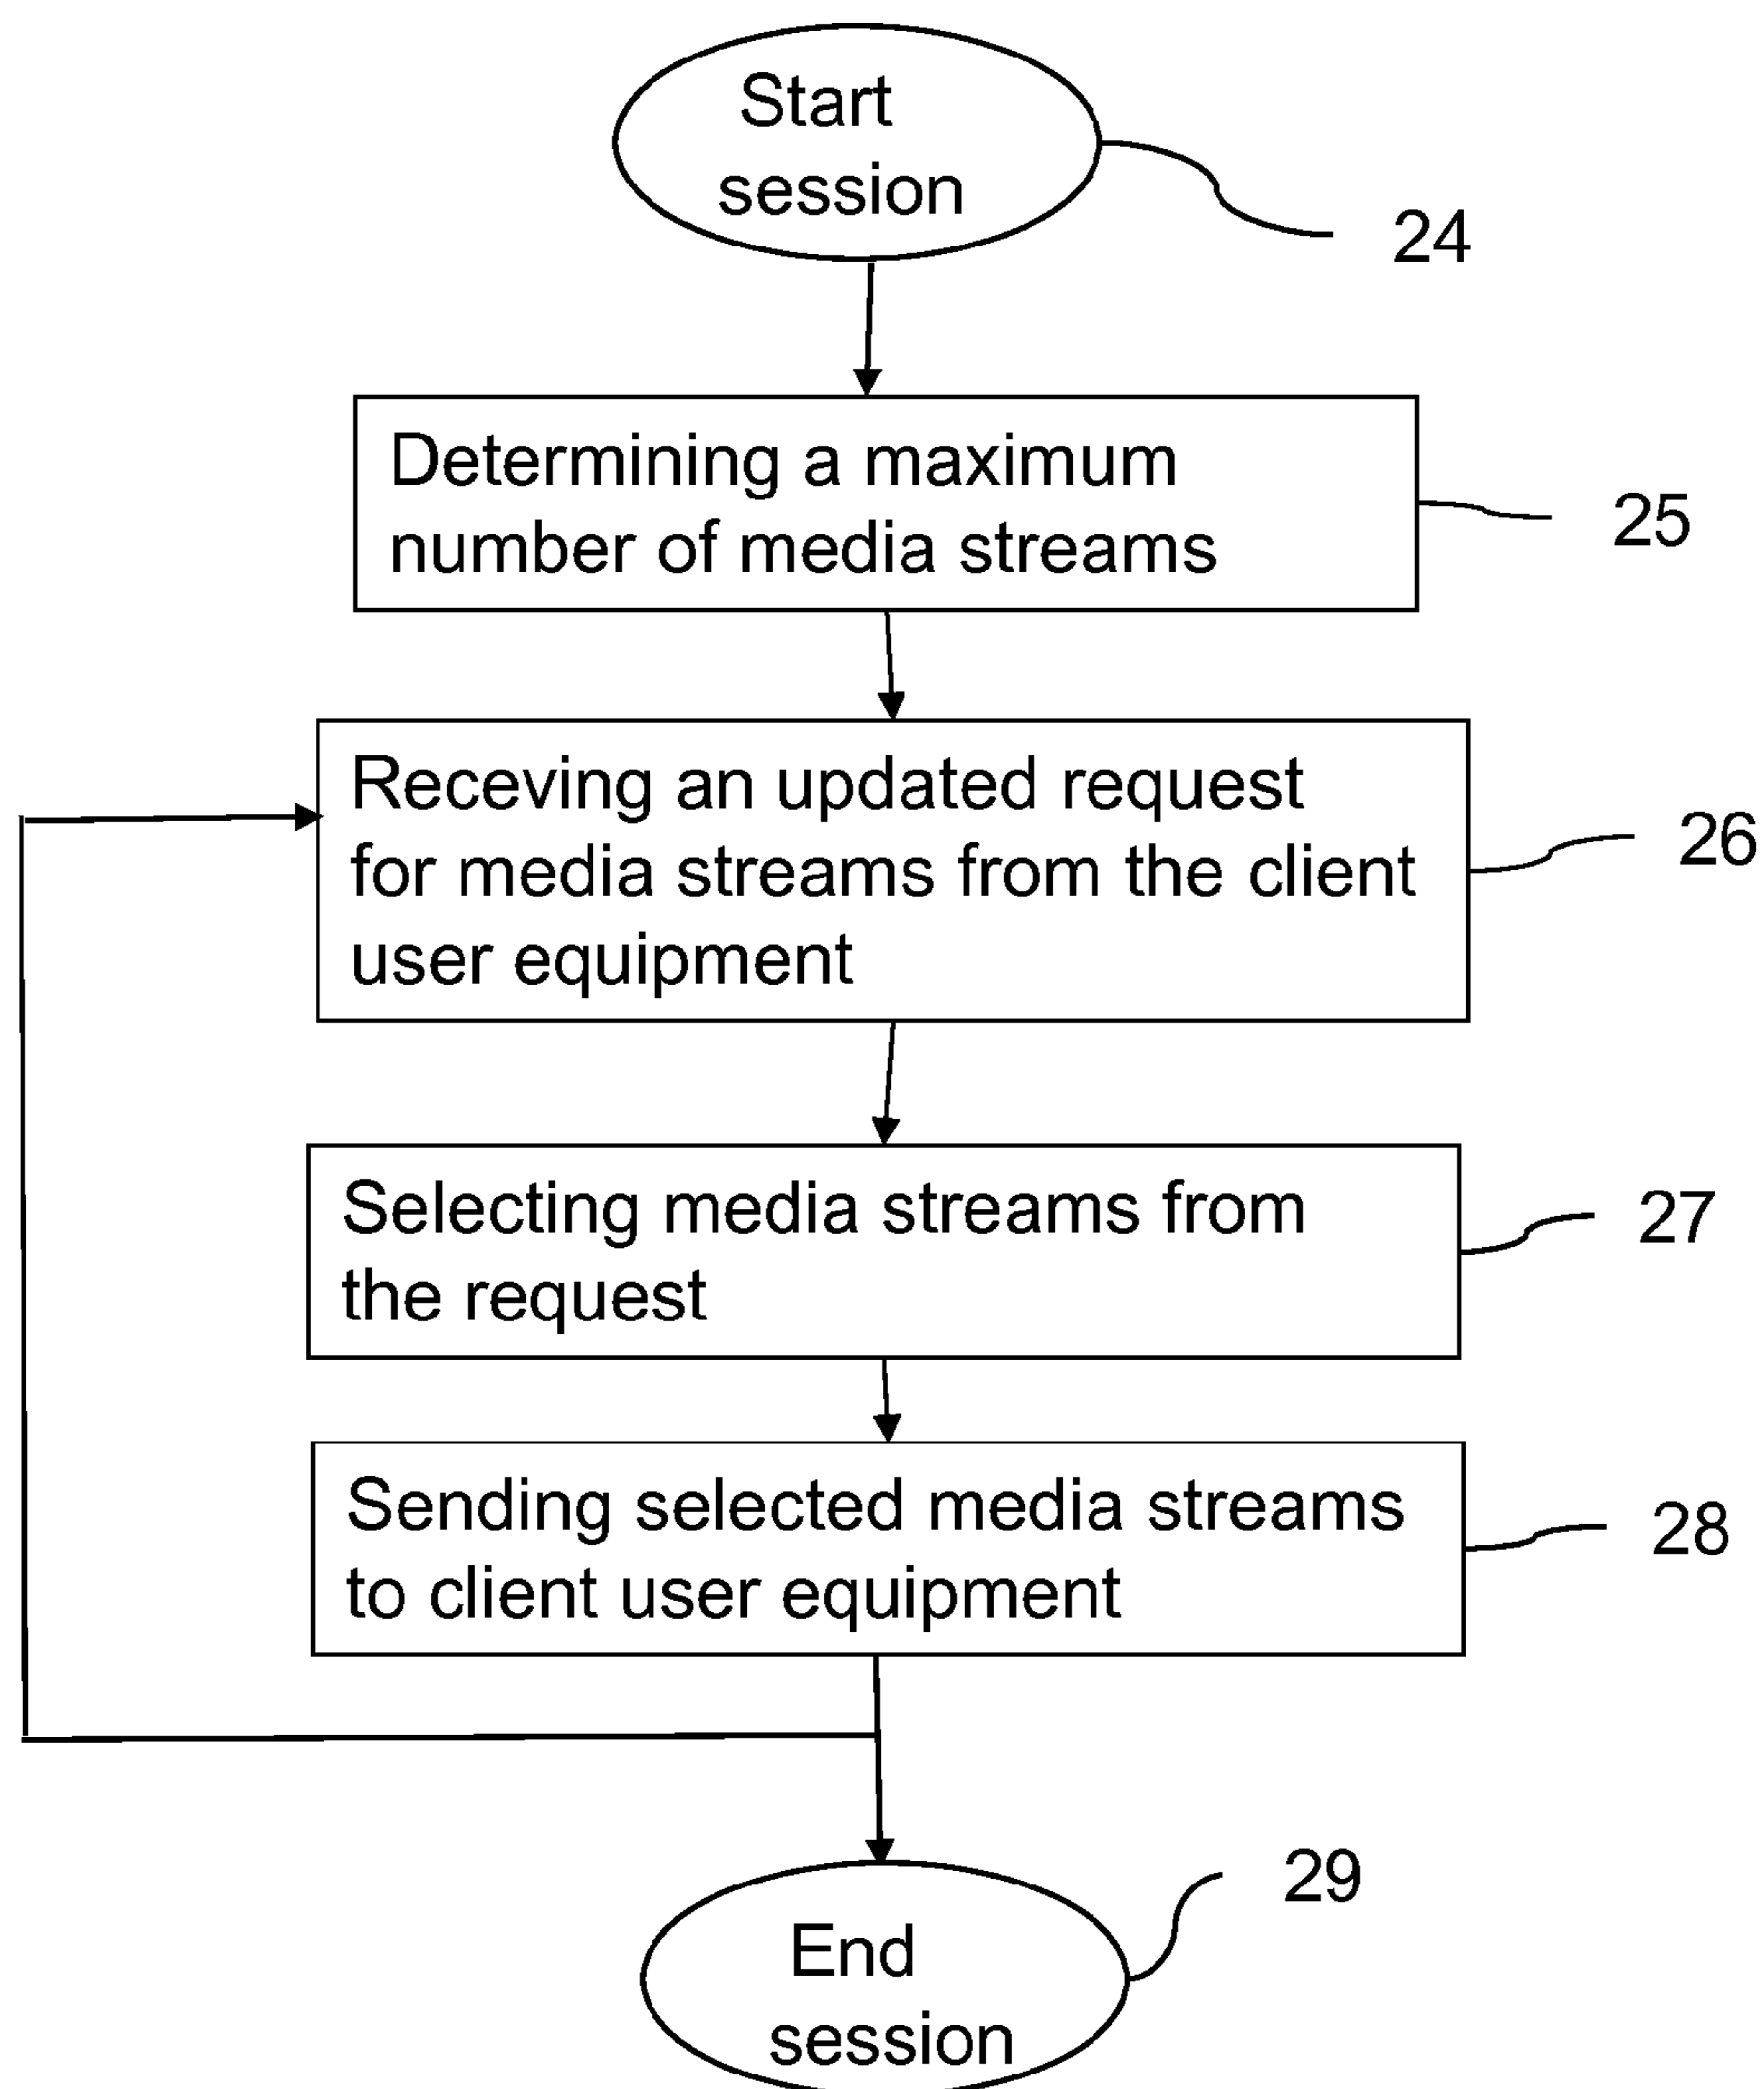 Start
session
24
Determining a maximum
number of media streams
25
Receving an updated request
for media streams from the client
user equipment
26
Selecting media streams from
the request
27
Sending selected media streams
to client user equipment
28
29
End
session